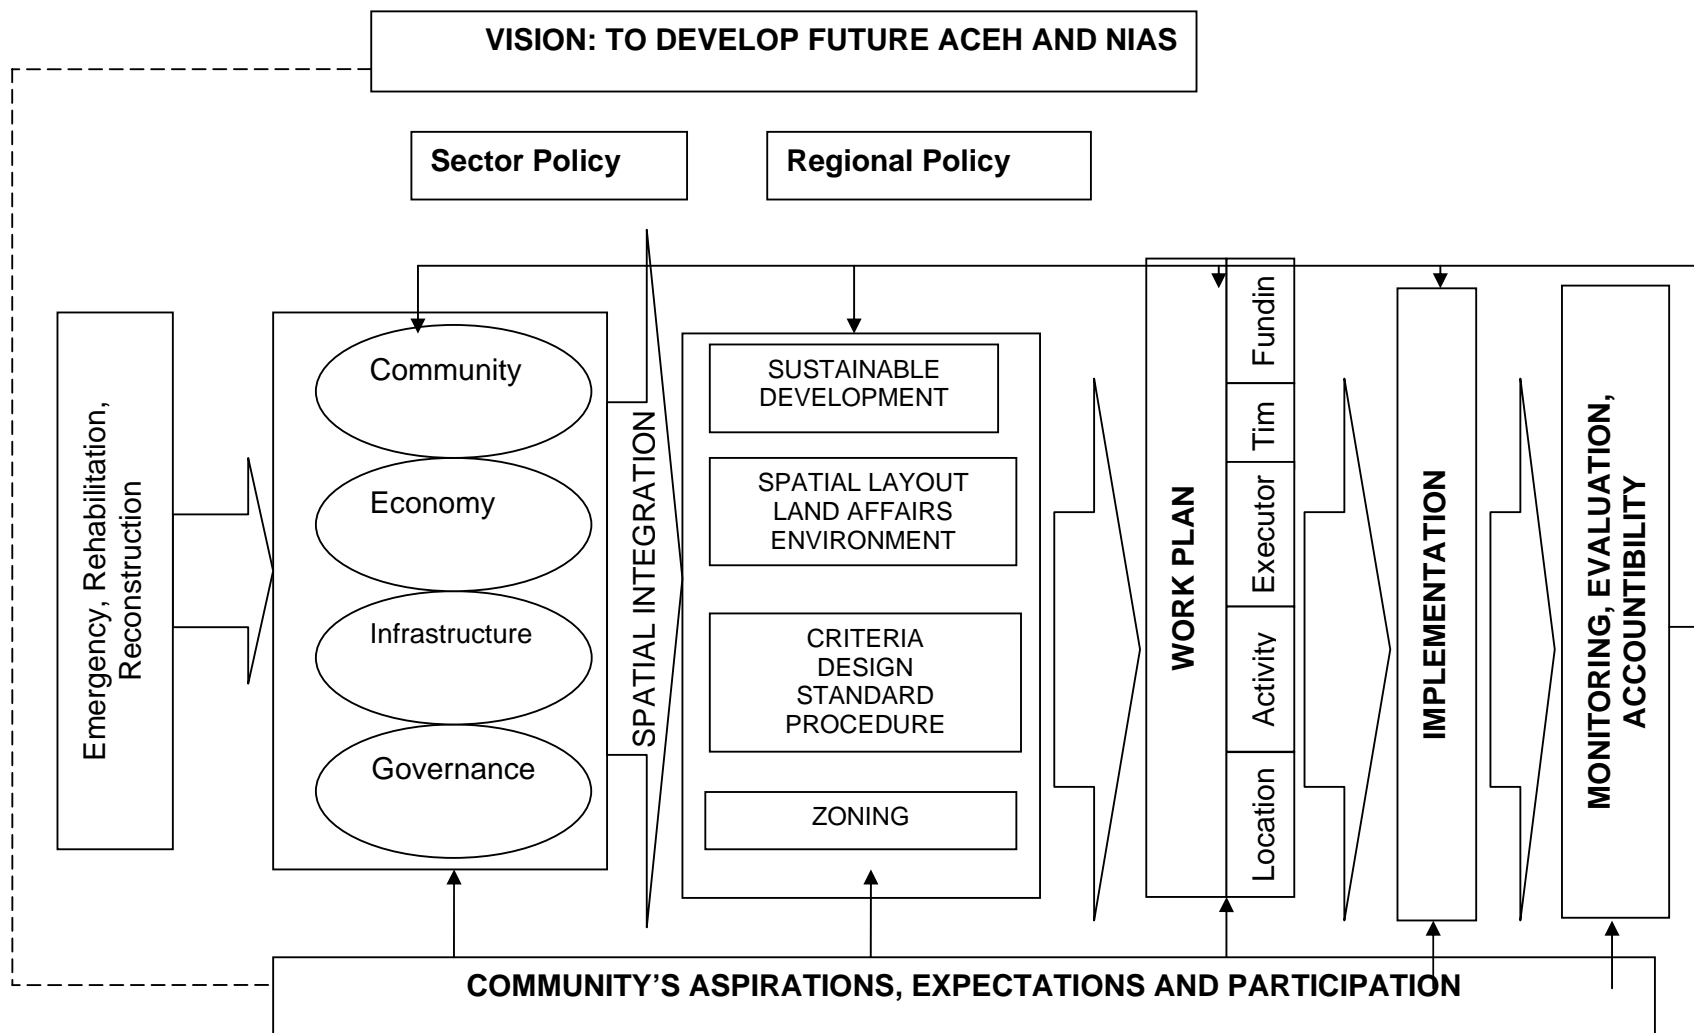 VISION: TO DEVELOP FUTURE ACEH AND NIAS
Sector Policy
Regional Policy
Emergency, Rehabilitation,
Reconstruction
Community
Economy
Infrastructure
Governance
SPATIAL INTEGRATION
SUSTAINABLE
DEVELOPMENT
SPATIAL LAYOUT
LAND AFFAIRS
ENVIRONMENT
CRITERIA
DESIGN
STANDARD
PROCEDURE
ZONING
WORK PLAN
Fundin
Tim
Executor
Activity
Location
IMPLEMENTATION
MONITORING, EVALUATION,
ACCOUNTIBILITY
COMMUNITY’S ASPIRATIONS, EXPECTATIONS AND PARTICIPATION